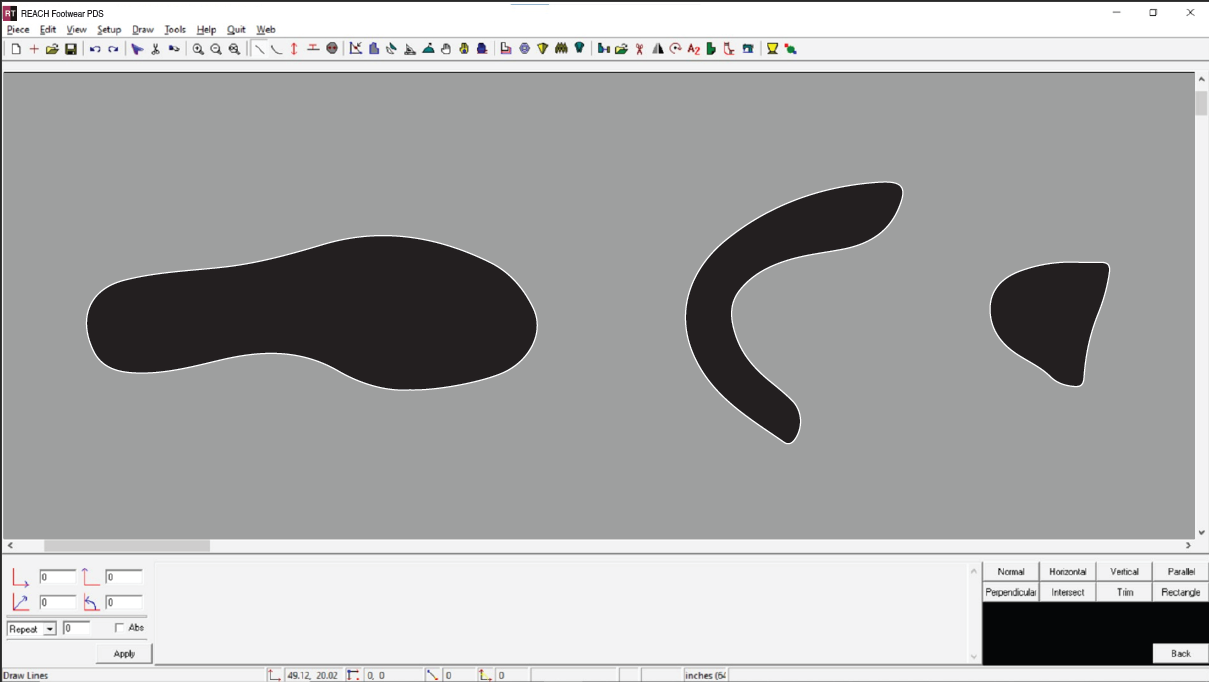 RT REACH Footwear PDS
Piece Edit View Setup Draw Tools Help Quit Web
A2
0 0
Normal Horizontal Vertical Parallel
0 0
Perpendicular Intersect Trim Rectangle
Repeat 0 Abs
Apply Back
Draw Lines 49.12, 20.02 0, 0 0 0 inches (64